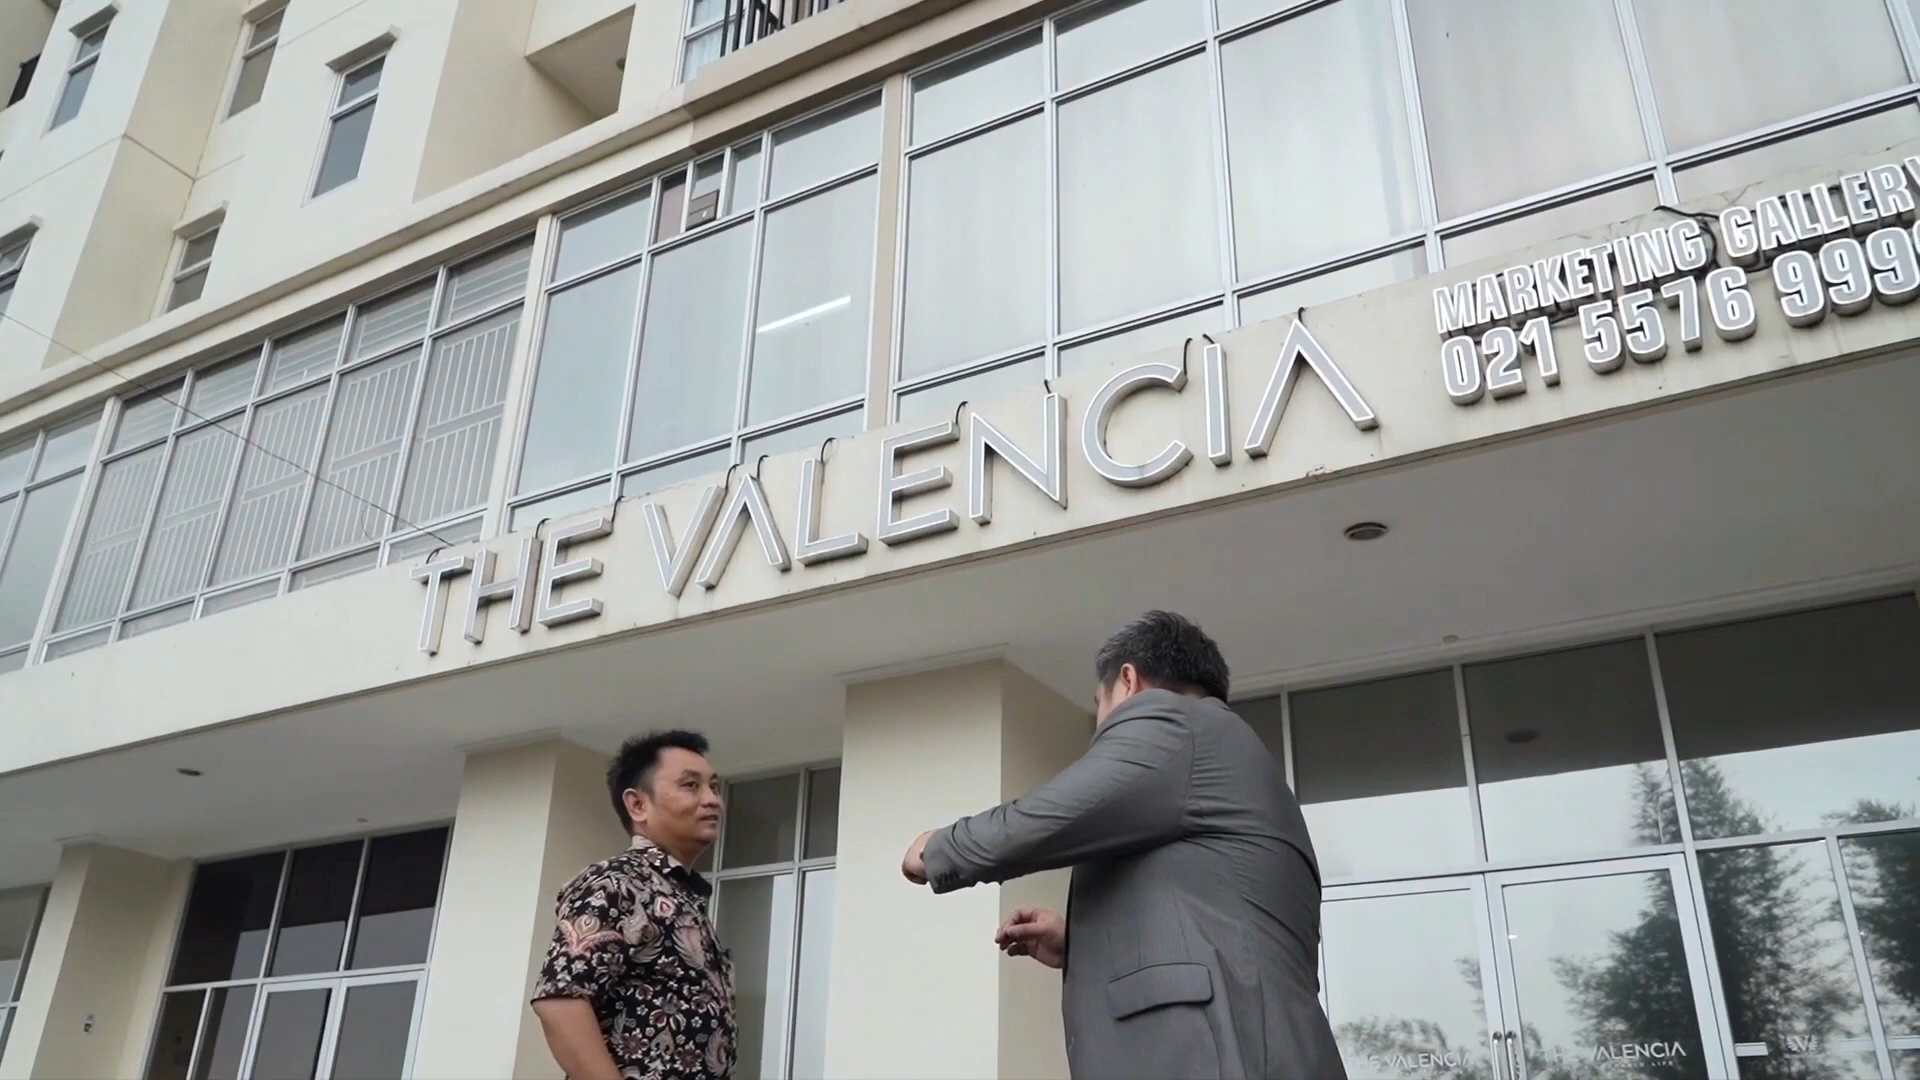 THE VALENCIA
MARKETING GALLERY
021 5576 999
THE VALENCIA
THE VALENCIA